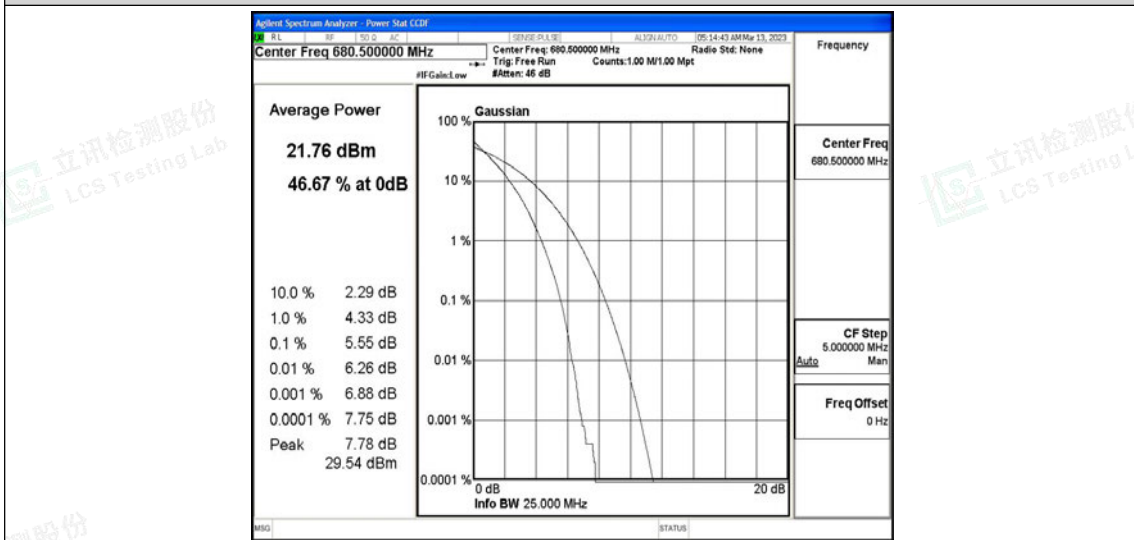 Agilent Spectrum Analyzer - Power Stat CCDF
RL RF 50 Ω AC SENSE:PULSE ALIGN AUTO 05:14:43 AM Mar 13, 2023
Center Freq 680.500000 MHz
Center Freq: 680.500000 MHz Radio Std: None
Trig: Free Run Counts:1.00 M/1.00 Mpt
#IFGain:Low #Atten: 46 dB
Frequency
Average Power
21.76 dBm
46.67 % at 0dB
10.0 % 2.29 dB
1.0 % 4.33 dB
0.1 % 5.55 dB
0.01 % 6.26 dB
0.001 % 6.88 dB
0.0001 % 7.75 dB
Peak 7.78 dB
29.54 dBm
Gaussian
100 %
10 %
1 %
0.1 %
0.01 %
0.001 %
0.0001 %
0 dB 20 dB
Info BW 25.000 MHz
Center Freq
680.500000 MHz
CF Step
5.000000 MHz
Auto Man
Freq Offset
0 Hz
MSG STATUS
立讯检测股份
LCS Testing Lab
立讯检测股份
LCS Testing L